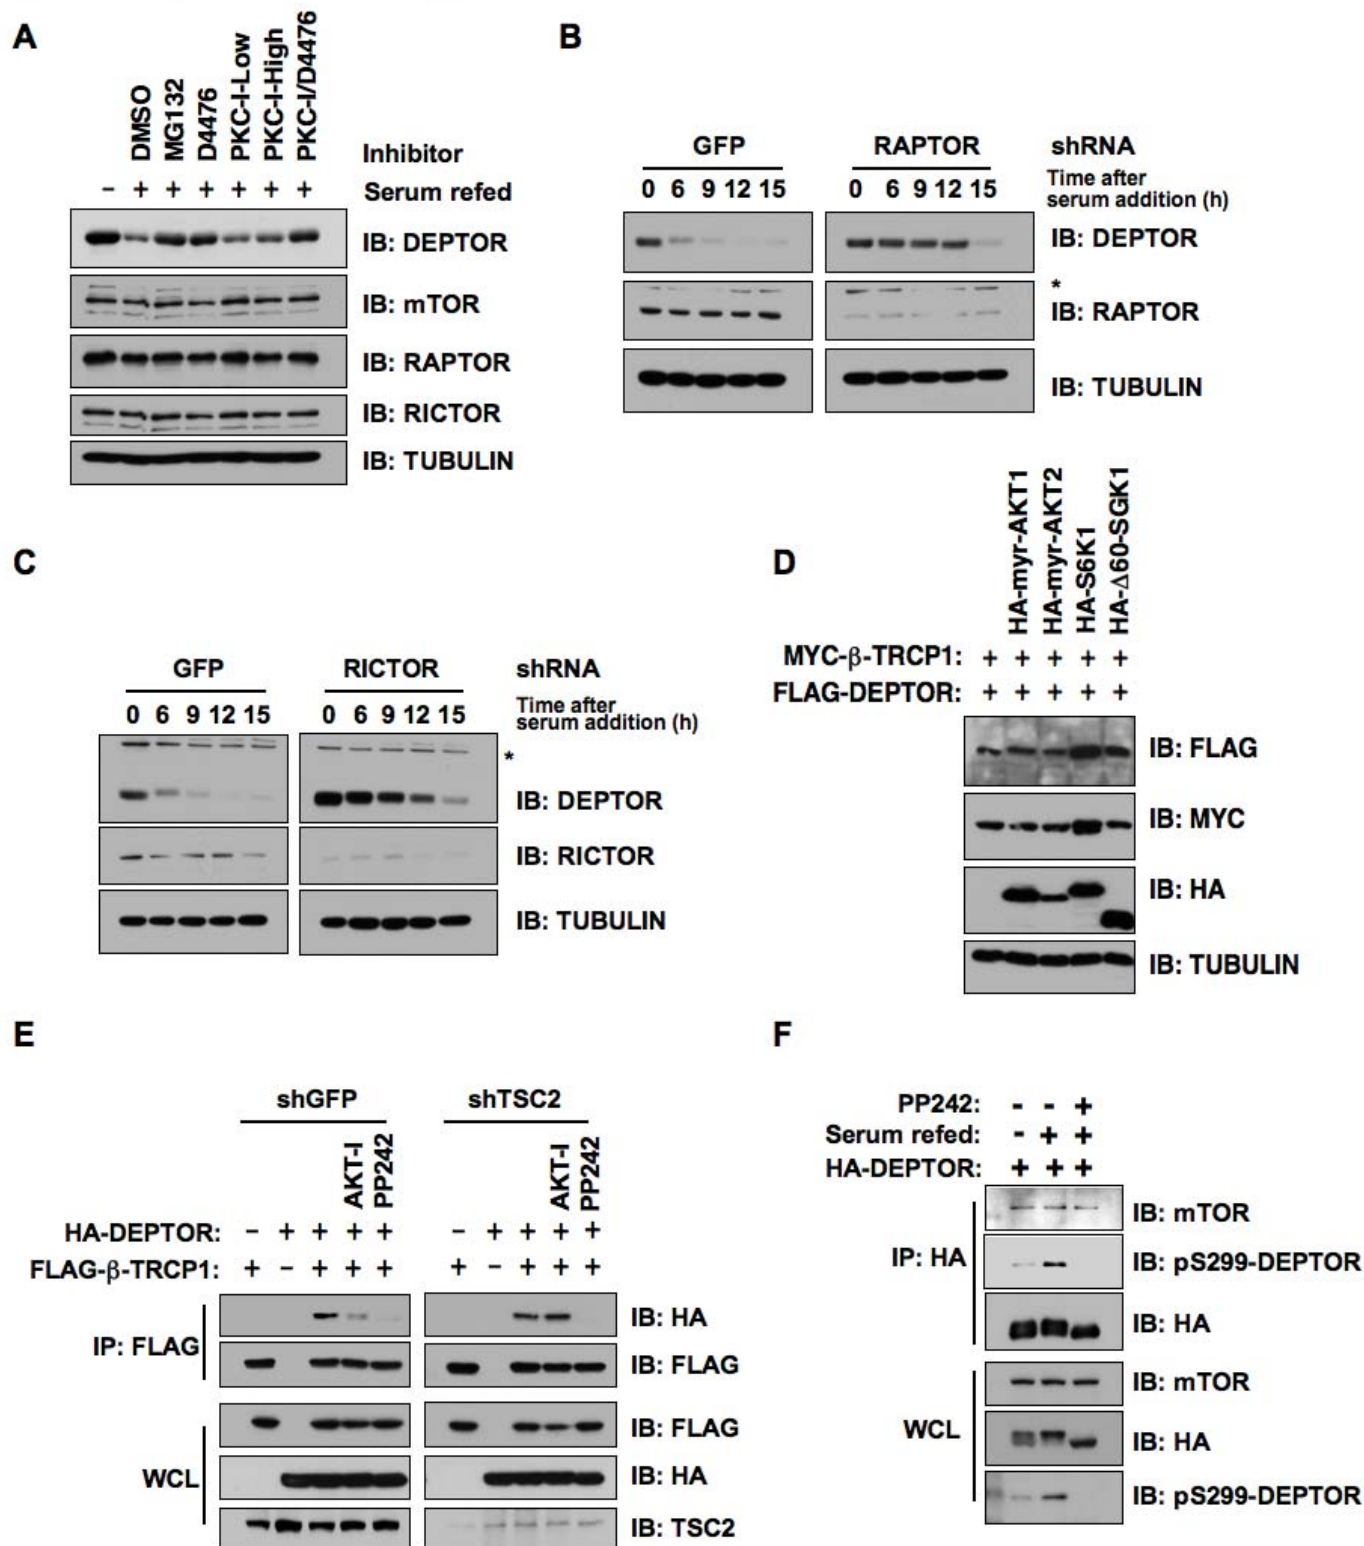 A
DMSO
MG132
D4476
PKC-I-Low
PKC-I-High
PKC-I/D4476
Inhibitor
- + + + + + + Serum refed
IB: DEPTOR
IB: mTOR
IB: RAPTOR
IB: RICTOR
IB: TUBULIN
B
GFP RAPTOR shRNA
0 6 9 12 15 0 6 9 12 15 Time after
serum addition (h)
IB: DEPTOR
*
IB: RAPTOR
IB: TUBULIN
C
GFP RICTOR shRNA
0 6 9 12 15 0 6 9 12 15 Time after
serum addition (h)
*
IB: DEPTOR
IB: RICTOR
IB: TUBULIN
D
HA-myr-AKT1
HA-myr-AKT2
HA-S6K1
HA-Δ60-SGK1
MYC-β-TRCP1: + + + + +
FLAG-DEPTOR: + + + + +
IB: FLAG
IB: MYC
IB: HA
IB: TUBULIN
E
shGFP shTSC2
AKT-I
PP242
AKT-I
PP242
HA-DEPTOR: - + + + + - + + + +
FLAG-β-TRCP1: + - + + + + - + + +
IP: FLAG
IB: HA
IB: FLAG
WCL
IB: FLAG
IB: HA
IB: TSC2
F
PP242: - - +
Serum refed: - + +
HA-DEPTOR: + + +
IP: HA
IB: mTOR
IB: pS299-DEPTOR
IB: HA
WCL
IB: mTOR
IB: HA
IB: pS299-DEPTOR